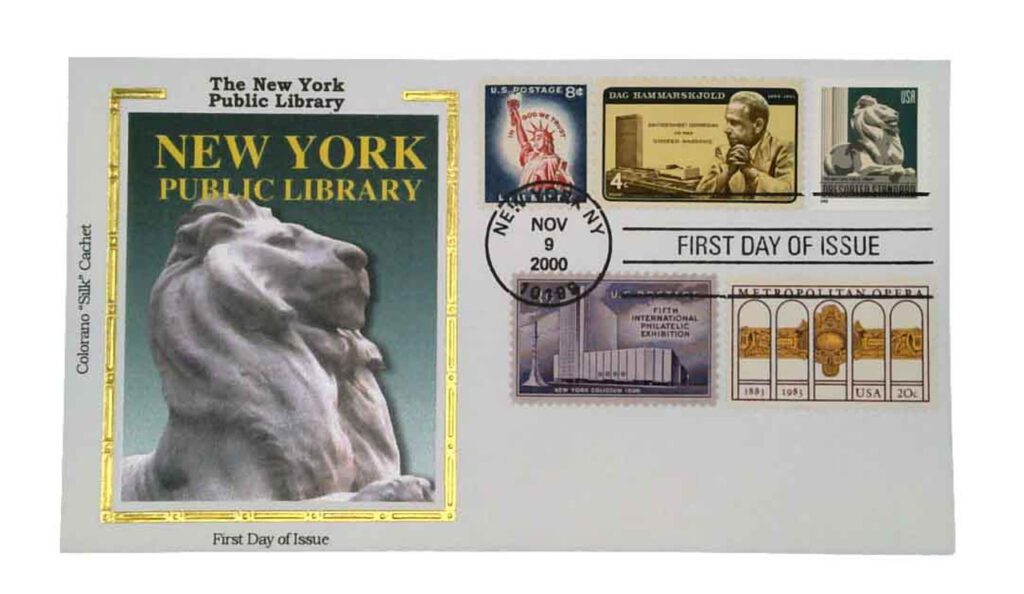 The New York
Public Library
NEW YORK
PUBLIC LIBRARY
Colorano "Silk" Cachet
First Day of Issue
U.S. POSTAGE 8¢
IN GOD WE TRUST
DAG HAMMARSKJOLD
4c
USA
PRESORTED STANDARD
NEW YORK NY
NOV
9
2000
FIRST DAY OF ISSUE
U.S. POSTAGE
FIFTH
INTERNATIONAL
PHILATELIC
EXHIBITION
NEW YORK COLISEUM 1956
METROPOLITAN OPERA
1883 1983 USA 20c